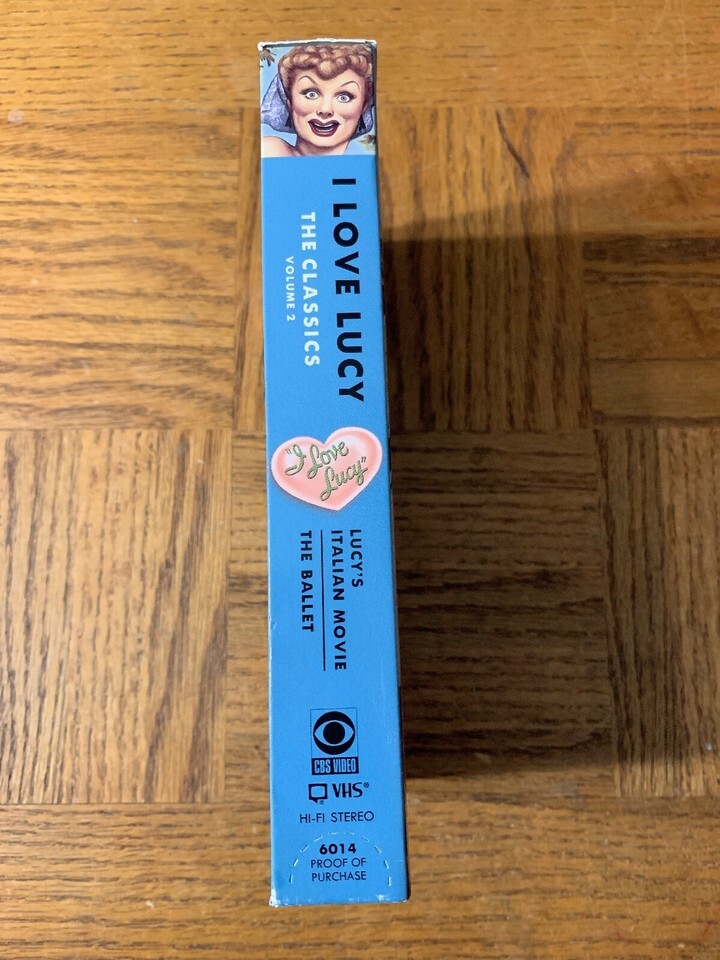 I LOVE LUCY
THE CLASSICS
VOLUME 2
"I Love
Lucy"
LUCY'S
ITALIAN MOVIE
THE BALLET
CBS VIDEO
VHS®
HI-FI STEREO
6014
PROOF OF
PURCHASE